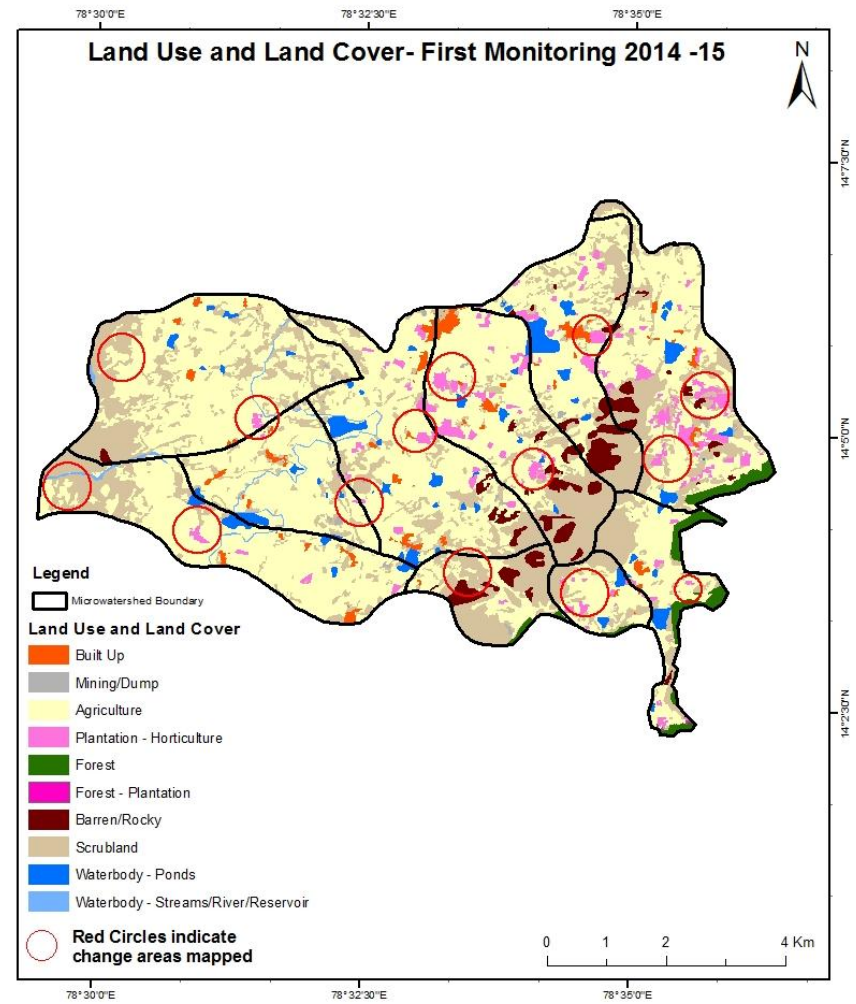 78°30'0"E 78°32'30"E 78°35'0"E
Land Use and Land Cover- First Monitoring 2014 -15
N
14°7'30"N
14°5'0"N
14°2'30"N
Legend
Microwatershed Boundary
Land Use and Land Cover
Built Up
Mining/Dump
Agriculture
Plantation - Horticulture
Forest
Forest - Plantation
Barren/Rocky
Scrubland
Waterbody - Ponds
Waterbody - Streams/River/Reservoir
Red Circles indicate
change areas mapped
0 1 2 4 Km
78°30'0"E 78°32'30"E 78°35'0"E